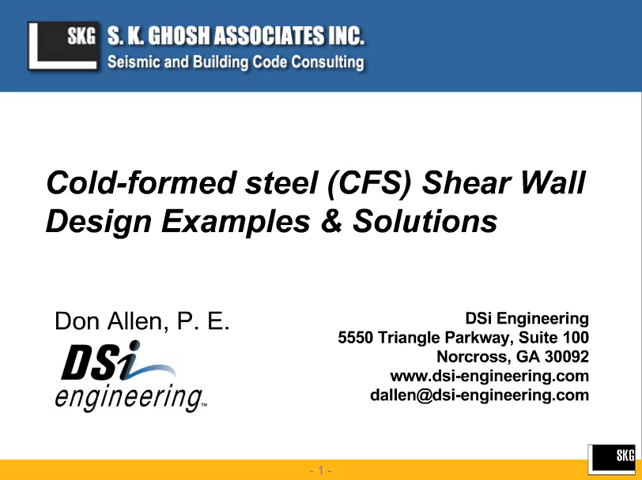 SKG
S. K. GHOSH ASSOCIATES INC.
Seismic and Building Code Consulting
Cold-formed steel (CFS) Shear Wall
Design Examples & Solutions
Don Allen, P. E.
DSi
engineering™
DSi Engineering
5550 Triangle Parkway, Suite 100
Norcross, GA 30092
www.dsi-engineering.com
dallen@dsi-engineering.com
SKG
- 1 -